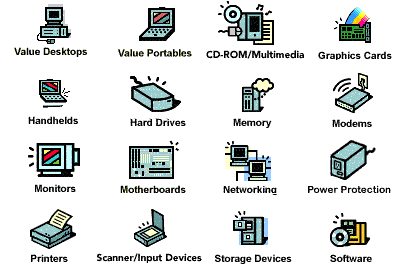 Value Desktops
Value Portables
CD-ROM/Multimedia
Graphics Cards
Handhelds
Hard Drives
Memory
Modems
Monitors
Motherboards
Networking
Power Protection
Printers
Scanner/Input Devices
Storage Devices
Software